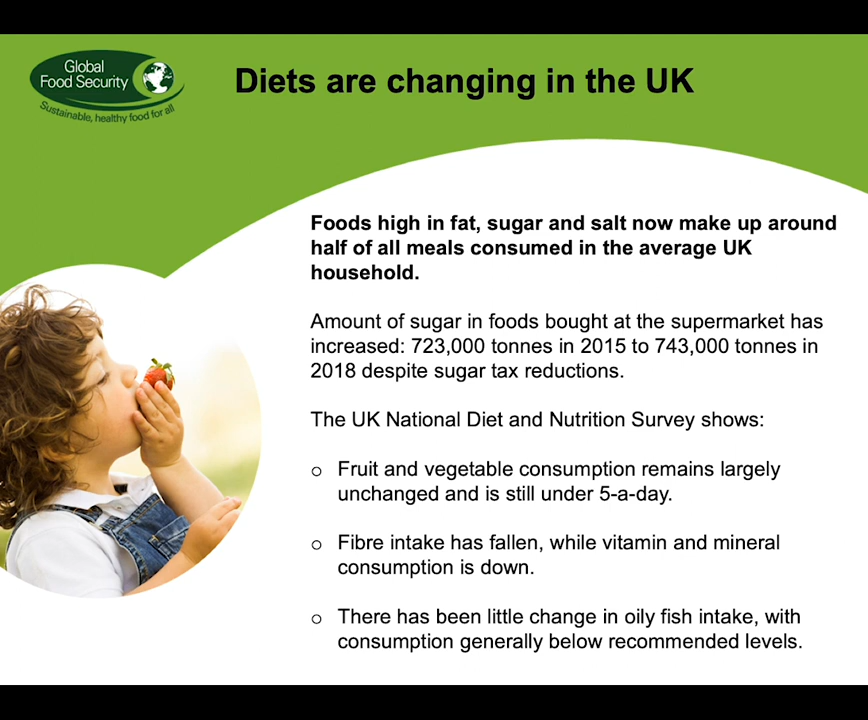 Global
Food Security
Sustainable, healthy food for all
Diets are changing in the UK
Foods high in fat, sugar and salt now make up around
half of all meals consumed in the average UK
household.
Amount of sugar in foods bought at the supermarket has
increased: 723,000 tonnes in 2015 to 743,000 tonnes in
2018 despite sugar tax reductions.
The UK National Diet and Nutrition Survey shows:
o Fruit and vegetable consumption remains largely
unchanged and is still under 5-a-day.
o Fibre intake has fallen, while vitamin and mineral
consumption is down.
o There has been little change in oily fish intake, with
consumption generally below recommended levels.